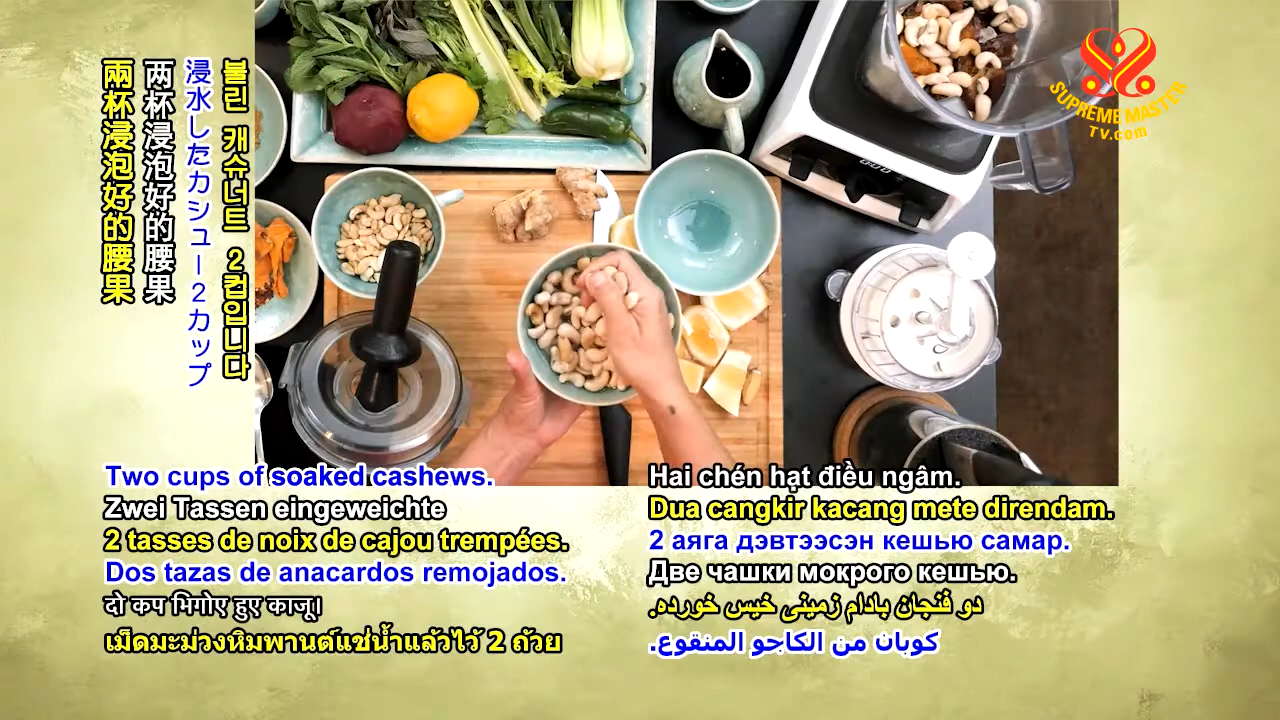 兩杯浸泡好的腰果
两杯浸泡好的腰果
浸水したカシュー2カップ
불린 캐슈너트 2컵입니다
SUPREME MASTER
TV.com
Two cups of soaked cashews.
Zwei Tassen eingeweichte
2 tasses de noix de cajou trempées.
Dos tazas de anacardos remojados.
दो कप भिगोए हुए काजू।
เม็ดมะม่วงหิมพานต์แช่น้ำแล้วไว้ 2 ถ้วย
Hai chén hạt điều ngâm.
Dua cangkir kacang mete direndam.
2 аяга дэвтээсэн кешью самар.
Две чашки мокрого кешью.
دو فنجان بادام زمینی خیس خورده.
كوبان من الكاجو المنقوع.